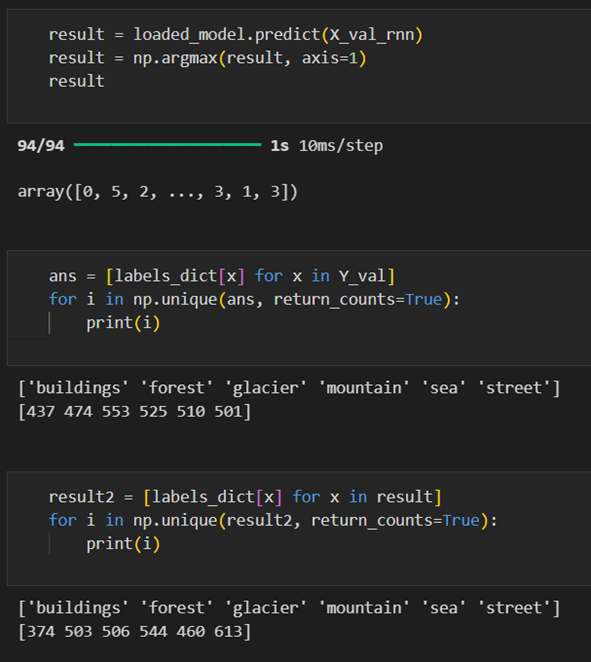 result = loaded_model.predict(X_val_rnn)
result = np.argmax(result, axis=1)
result
94/94 1s 10ms/step
array([0, 5, 2, ..., 3, 1, 3])
ans = [labels_dict[x] for x in Y_val]
for i in np.unique(ans, return_counts=True):
    print(i)
['buildings' 'forest' 'glacier' 'mountain' 'sea' 'street']
[437 474 553 525 510 501]
result2 = [labels_dict[x] for x in result]
for i in np.unique(result2, return_counts=True):
    print(i)
['buildings' 'forest' 'glacier' 'mountain' 'sea' 'street']
[374 503 506 544 460 613]